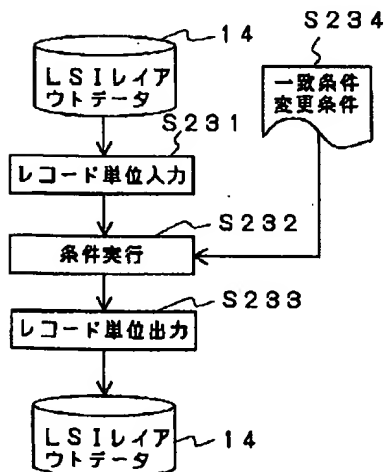 14
LSIレイア
ウトデータ
S231
レコード単位入力
S234
一致条件
変更条件
S232
条件実行
S233
レコード単位出力
LSIレイア
ウトデータ
14